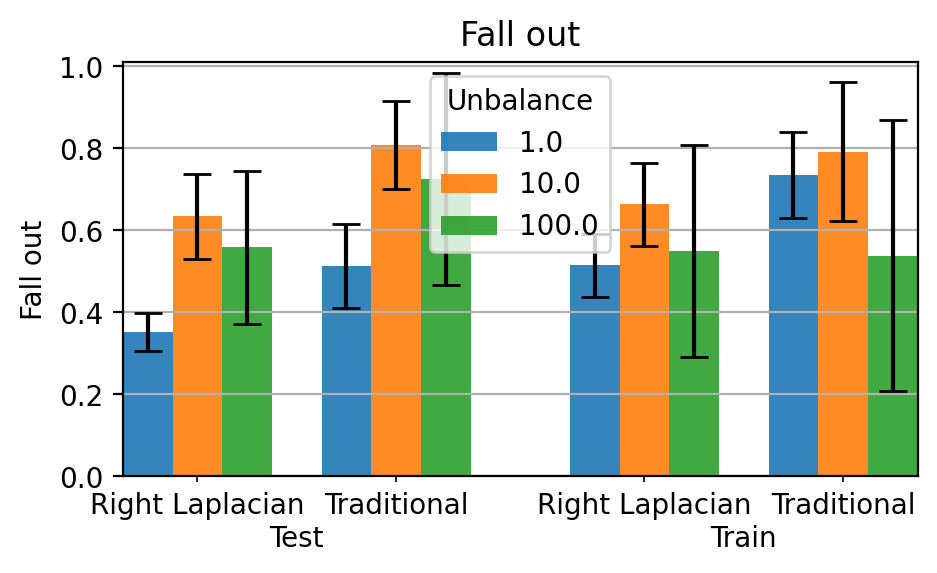 Fall out
1.0
0.8
0.6
0.4
0.2
0.0
Fall out
Unbalance
1.0
10.0
100.0
Right Laplacian Traditional Right Laplacian Traditional
Test Train